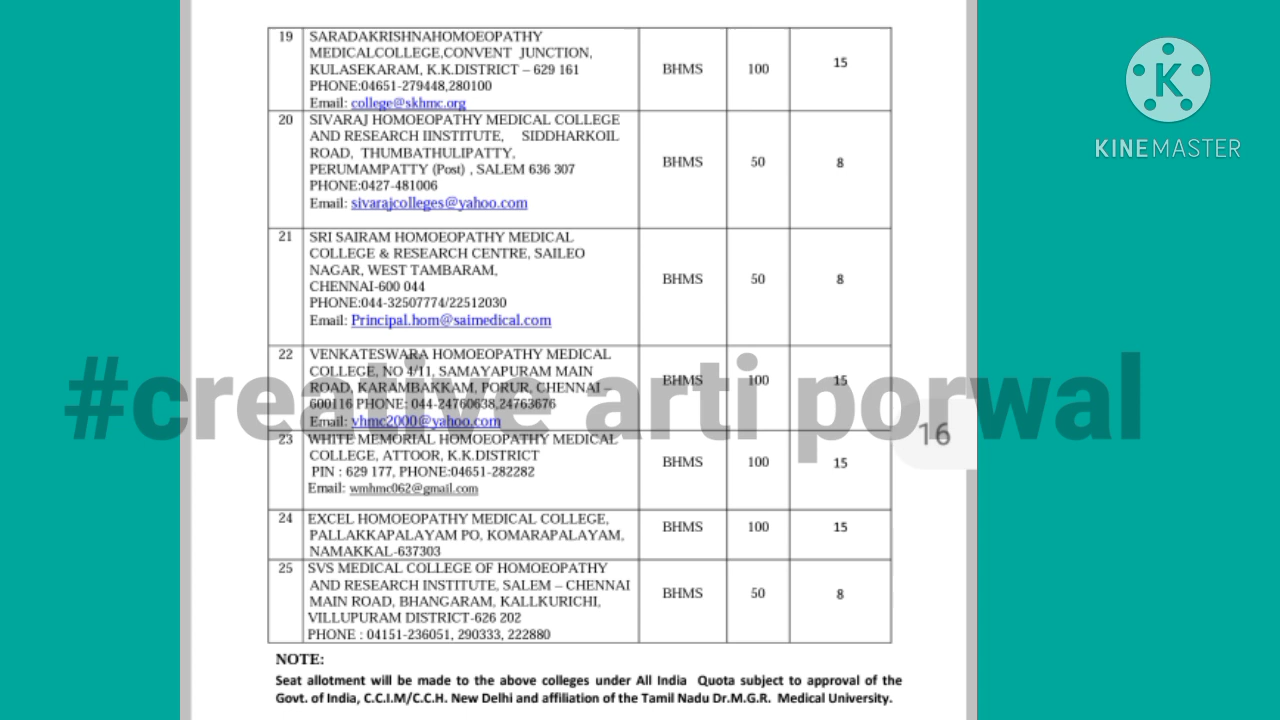 19 SARADAKRISHNAHOMOEOPATHY
MEDICALCOLLEGE,CONVENT JUNCTION,
KULASEKARAM, K.K.DISTRICT – 629 161
PHONE:04651-279448,280100
Email: college@skhmc.org
BHMS 100 15
20 SIVARAJ HOMOEOPATHY MEDICAL COLLEGE
AND RESEARCH IINSTITUTE, SIDDHARKOIL
ROAD, THUMBATHULIPATTY,
PERUMAMPATTY (Post) , SALEM 636 307
PHONE:0427-481006
Email: sivarajcolleges@yahoo.com
BHMS 50 8
21 SRI SAIRAM HOMOEOPATHY MEDICAL
COLLEGE & RESEARCH CENTRE, SAILEO
NAGAR, WEST TAMBARAM,
CHENNAI-600 044
PHONE:044-32507774/22512030
Email: Principal.hom@saimedical.com
BHMS 50 8
22 VENKATESWARA HOMOEOPATHY MEDICAL
COLLEGE, NO 4/11, SAMAYAPURAM MAIN
ROAD, KARAMBAKKAM, PORUR, CHENNAI –
600116 PHONE: 044-24760638,24763676
Email: vhmc2000@yahoo.com
BHMS 100 15
23 WHITE MEMORIAL HOMOEOPATHY MEDICAL
COLLEGE, ATTOOR, K.K.DISTRICT
PIN : 629 177, PHONE:04651-282282
Email: wmhmc062@gmail.com
BHMS 100 15
24 EXCEL HOMOEOPATHY MEDICAL COLLEGE,
PALLAKKAPALAYAM PO, KOMARAPALAYAM,
NAMAKKAL-637303
BHMS 100 15
25 SVS MEDICAL COLLEGE OF HOMOEOPATHY
AND RESEARCH INSTITUTE, SALEM – CHENNAI
MAIN ROAD, BHANGARAM, KALLKURICHI,
VILLUPURAM DISTRICT-626 202
PHONE : 04151-236051, 290333, 222880
BHMS 50 8
NOTE:
Seat allotment will be made to the above colleges under All India Quota subject to approval of the
Govt. of India, C.C.I.M/C.C.H. New Delhi and affiliation of the Tamil Nadu Dr.M.G.R. Medical University.
#creative arti porwal
16
K
KINEMASTER